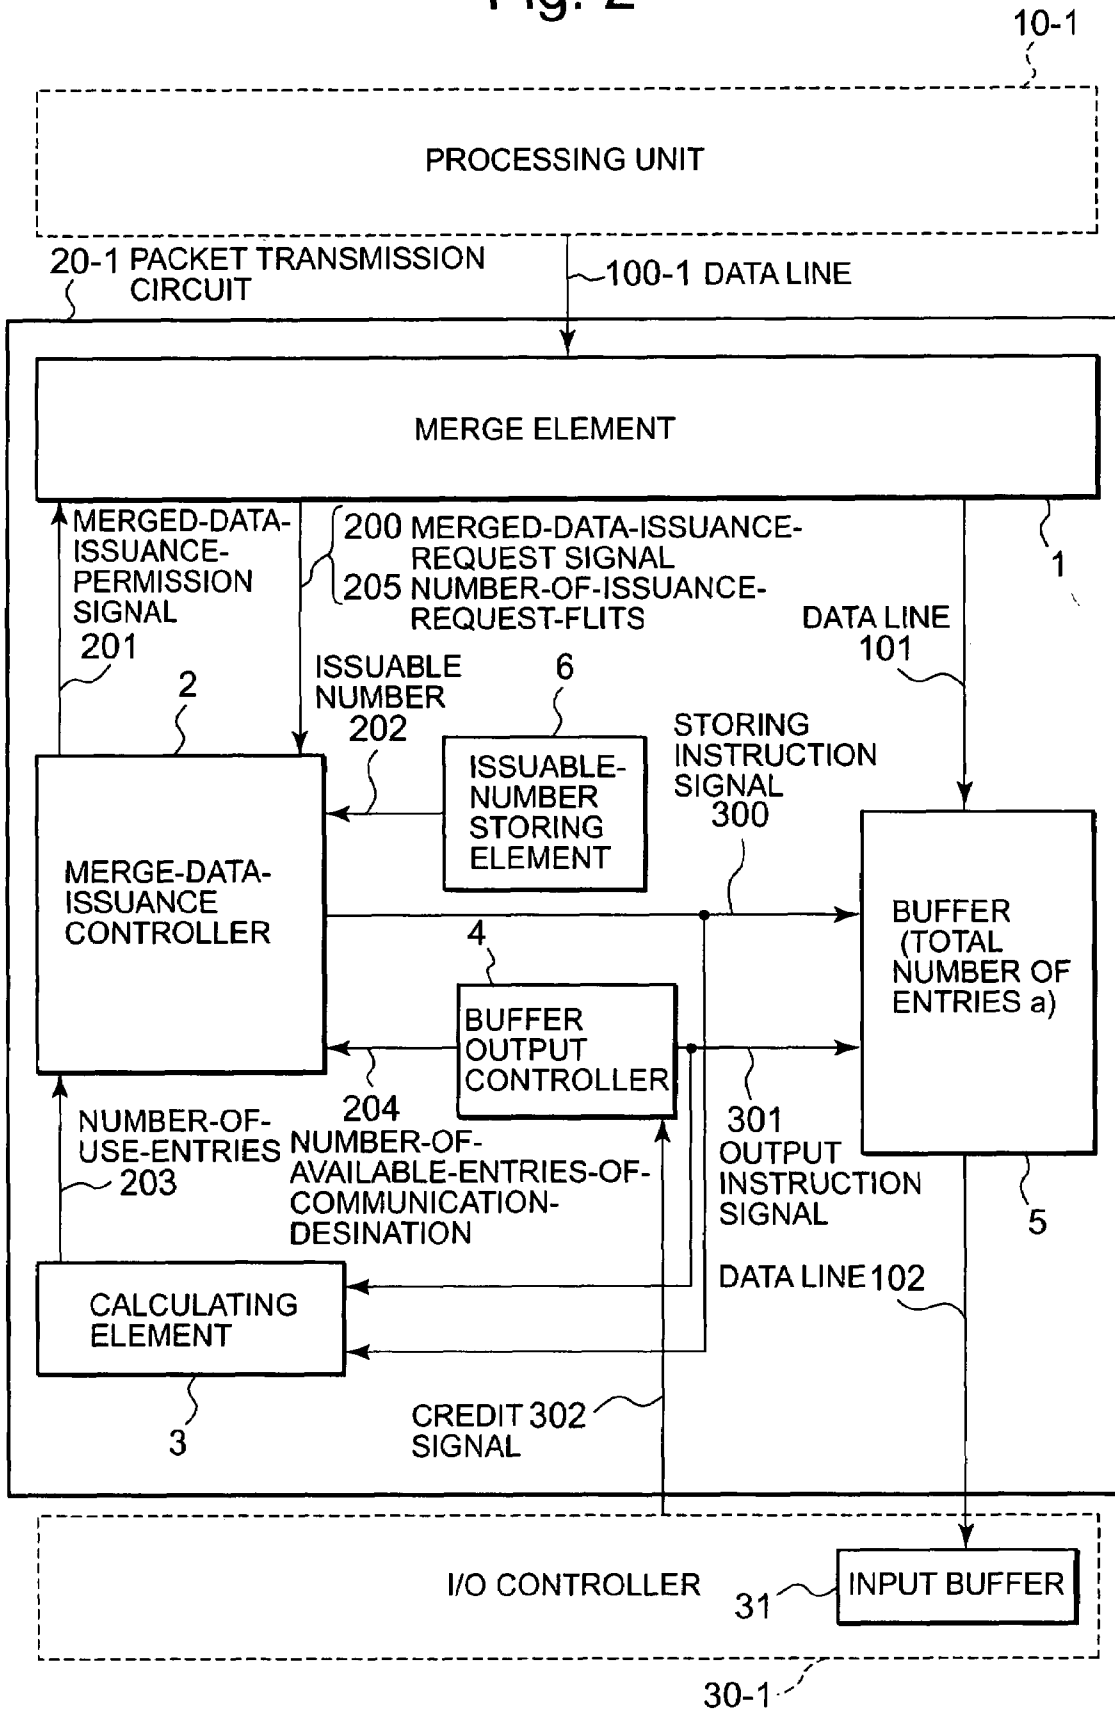 Fig. 2
10-1
PROCESSING UNIT
20-1 PACKET TRANSMISSION
CIRCUIT
100-1 DATA LINE
MERGE ELEMENT
1
MERGED-DATA-
ISSUANCE-
PERMISSION
SIGNAL
201
200 MERGED-DATA-ISSUANCE-
REQUEST SIGNAL
205 NUMBER-OF-ISSUANCE-
REQUEST-FLITS
DATA LINE
101
2
ISSUABLE
NUMBER
202
6
ISSUABLE-
NUMBER
STORING
ELEMENT
STORING
INSTRUCTION
SIGNAL
300
MERGE-DATA-
ISSUANCE
CONTROLLER
4
BUFFER
OUTPUT
CONTROLLER
BUFFER
(TOTAL
NUMBER OF
ENTRIES a)
5
NUMBER-OF-
USE-ENTRIES
203
204
NUMBER-OF-
AVAILABLE-ENTRIES-OF-
COMMUNICATION-
DESINATION
301
OUTPUT
INSTRUCTION
SIGNAL
DATA LINE 102
CALCULATING
ELEMENT
3
CREDIT 302
SIGNAL
I/O CONTROLLER
31
INPUT BUFFER
30-1